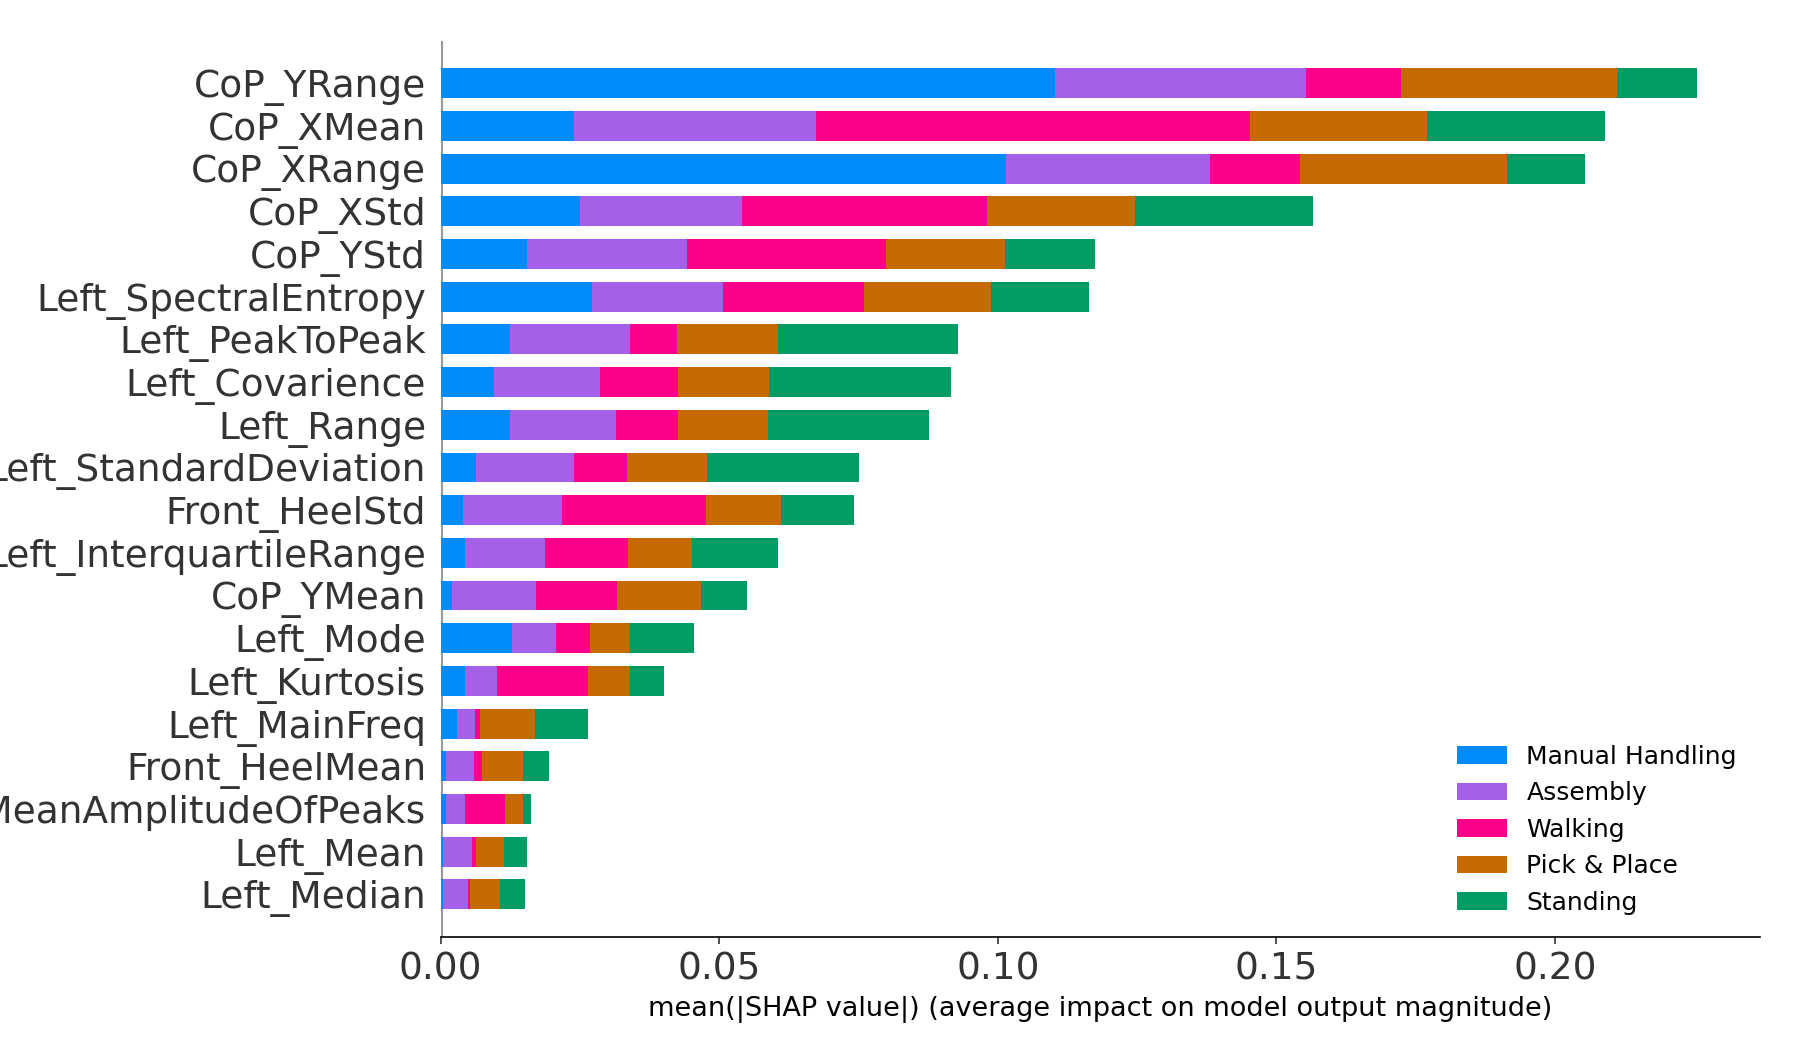 CoP_YRange
CoP_XMean
CoP_XRange
CoP_XStd
CoP_YStd
Left_SpectralEntropy
Left_PeakToPeak
Left_Covarience
Left_Range
Left_StandardDeviation
Front_HeelStd
Left_InterquartileRange
CoP_YMean
Left_Mode
Left_Kurtosis
Left_MainFreq
Front_HeelMean
MeanAmplitudeOfPeaks
Left_Mean
Left_Median
Manual Handling
Assembly
Walking
Pick & Place
Standing
0.00 0.05 0.10 0.15 0.20
mean(|SHAP value|) (average impact on model output magnitude)